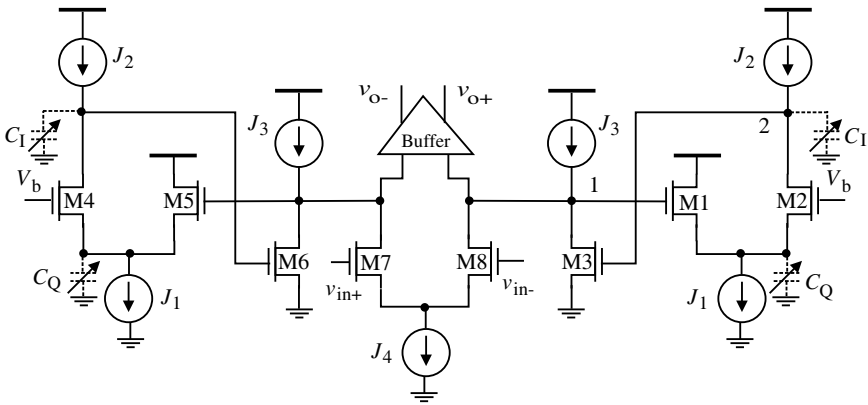 J2
vo-
vo+
J2
CI
J3
Buffer
J3
2
CI
Vb
M4
M5
1
M1
M2
Vb
CQ
M6
M7
M8
M3
CQ
J1
vin+
vin-
J1
J4